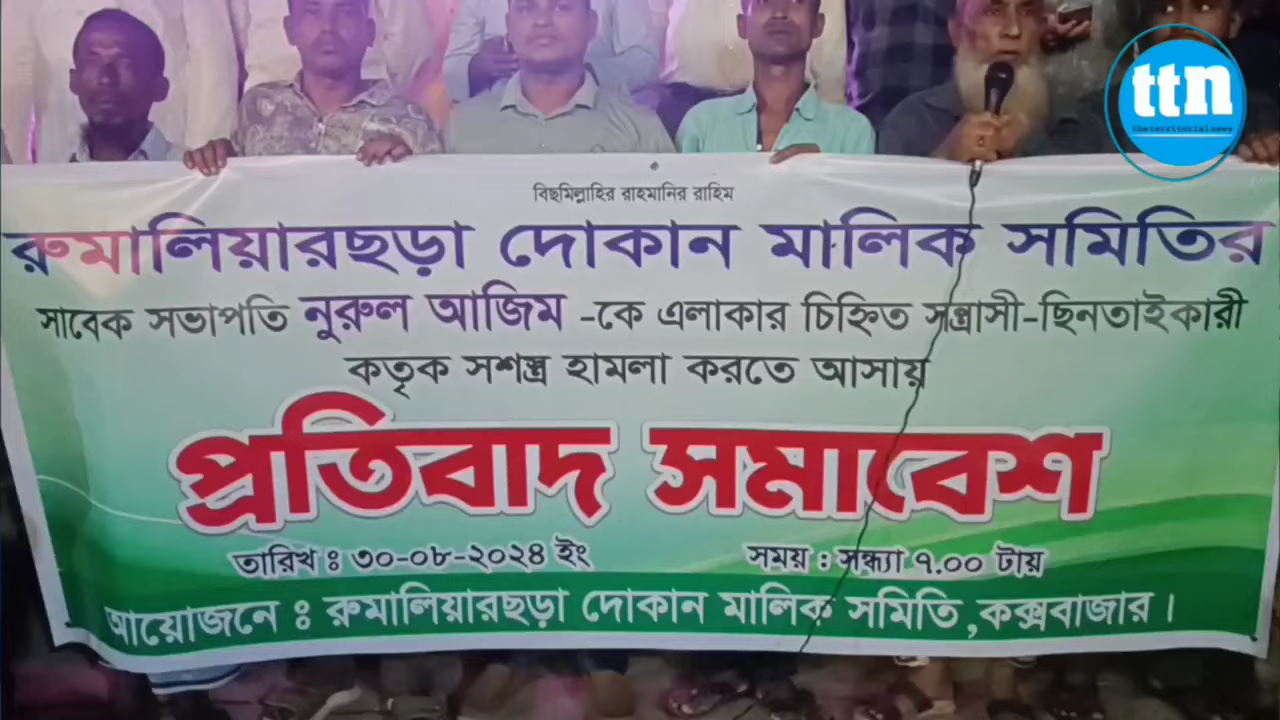 ttn
theterritorialnews
বিছমিল্লাহির রাহমানির রাহিম
রুমালিয়ারছড়া দোকান মালিক সমিতির
সাবেক সভাপতি নুরুল আজিম -কে এলাকার চিহ্নিত সন্ত্রাসী-ছিনতাইকারী
কতৃক সশস্ত্র হামলা করতে আসায়
প্রতিবাদ সমাবেশ
তারিখ ঃ ৩০-০৮-২০২৪ ইং সময় : সন্ধ্যা ৭.০০ টায়
আয়োজনে ঃ রুমালিয়ারছড়া দোকান মালিক সমিতি,কক্সবাজার।